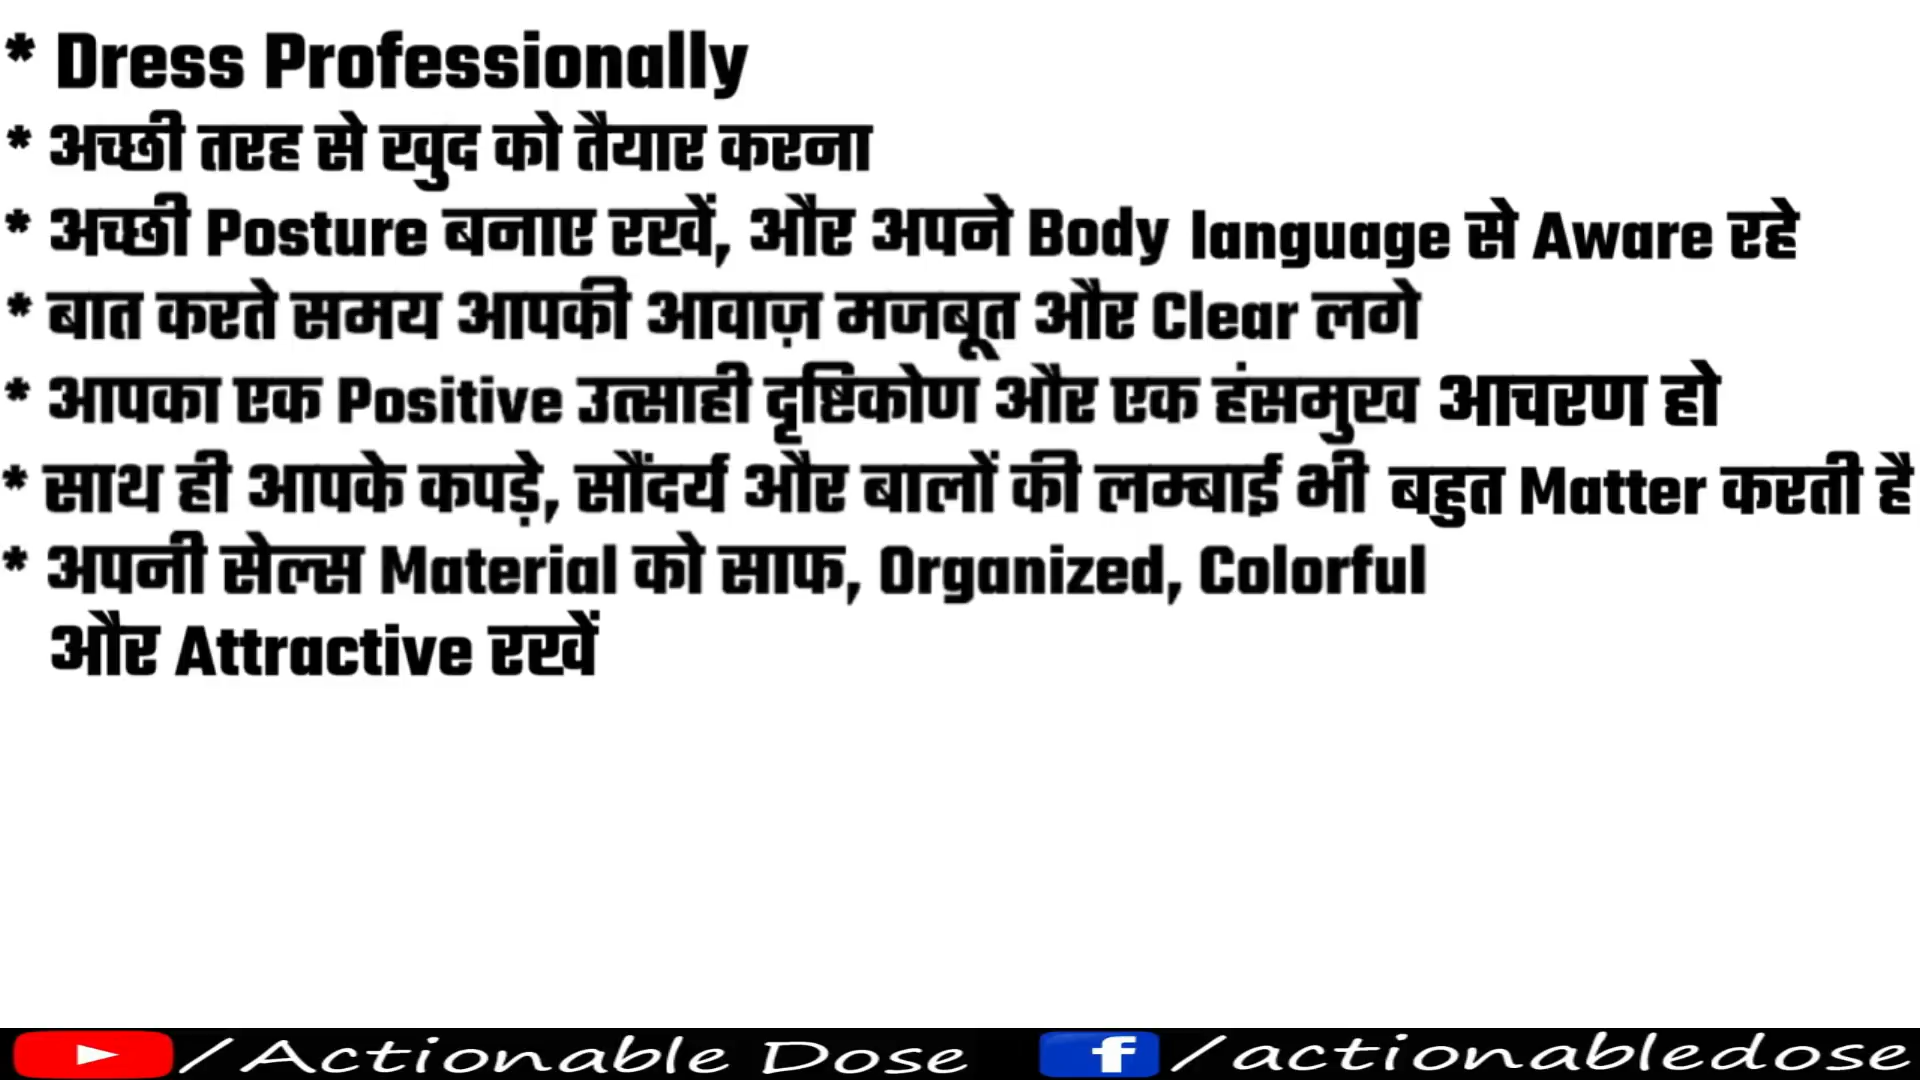 * Dress Professionally
* अच्छी तरह से खुद को तैयार करना
* अच्छी Posture बनाए रखें, और अपने Body language से Aware रहे
* बात करते समय आपकी आवाज़ मजबूत और Clear लगे
* आपका एक Positive उत्साही दृष्टिकोण और एक हंसमुख आचरण हो
* साथ ही आपके कपड़े, सौंदर्य और बालों की लम्बाई भी बहुत Matter करती है
* अपनी सेल्स Material को साफ, Organized, Colorful
और Attractive रखें
/Actionable Dose f /actionabledose